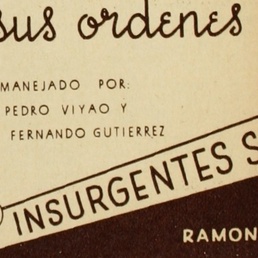 sus ordenes
MANEJADO POR:
PEDRO VIYAO Y
FERNANDO GUTIERREZ
INSURGENTES S
RAMON